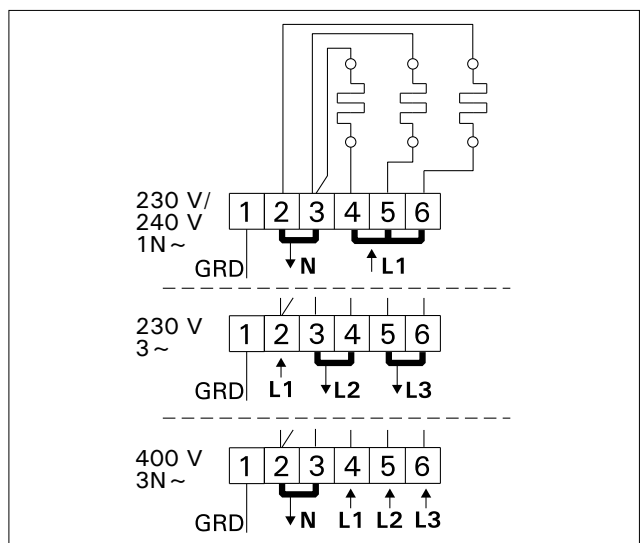 230 V/
240 V
1N ~
1 2 3 4 5 6
GRD N L1
230 V
3 ~
1 2 3 4 5 6
GRD L1 L2 L3
400 V
3N ~
1 2 3 4 5 6
GRD N L1 L2 L3